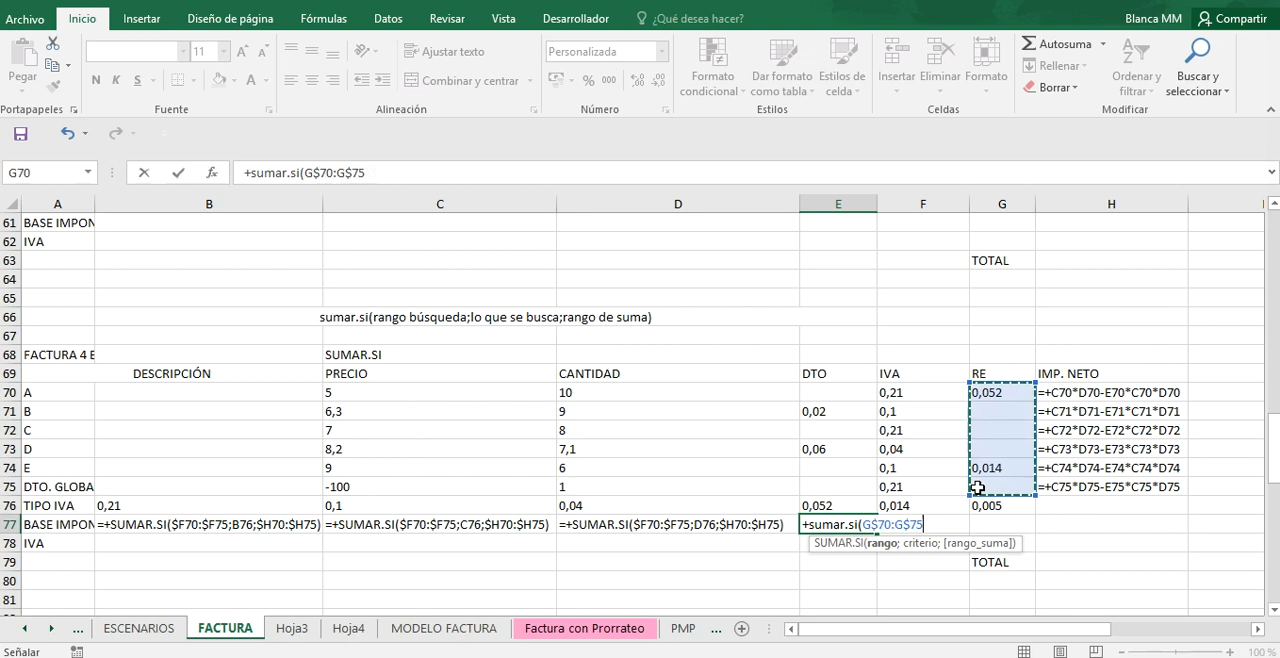 Archivo Inicio Insertar Diseño de página Fórmulas Datos Revisar Vista Desarrollador ¿Qué desea hacer? Blanca MM Compartir
11 Ajustar texto Personalizada Autosuma
Pegar N K S Combinar y centrar % 000 Formato condicional Dar formato como tabla Estilos de celda Insertar Eliminar Formato Rellenar Borrar Ordenar y filtrar Buscar y seleccionar
Portapapeles Fuente Alineación Número Estilos Celdas Modificar
G70 fx +sumar.si(G$70:G$75
A B C D E F G H
61 BASE IMPON
62 IVA
63 TOTAL
64
65
66 sumar.si(rango búsqueda;lo que se busca;rango de suma)
67
68 FACTURA 4 E SUMAR.SI
69 DESCRIPCIÓN PRECIO CANTIDAD DTO IVA RE IMP. NETO
70 A 5 10 0,21 0,052 =+C70*D70-E70*C70*D70
71 B 6,3 9 0,02 0,1 =+C71*D71-E71*C71*D71
72 C 7 8 0,21 =+C72*D72-E72*C72*D72
73 D 8,2 7,1 0,06 0,04 =+C73*D73-E73*C73*D73
74 E 9 6 0,1 0,014 =+C74*D74-E74*C74*D74
75 DTO. GLOBA -100 1 0,21 =+C75*D75-E75*C75*D75
76 TIPO IVA 0,21 0,1 0,04 0,052 0,014 0,005
77 BASE IMPON =+SUMAR.SI($F70:$F75;B76;$H70:$H75) =+SUMAR.SI($F70:$F75;C76;$H70:$H75) =+SUMAR.SI($F70:$F75;D76;$H70:$H75) +sumar.si(G$70:G$75
78 IVA SUMAR.SI(rango; criterio; [rango_suma])
79 TOTAL
80
81
... ESCENARIOS FACTURA Hoja3 Hoja4 MODELO FACTURA Factura con Prorrateo PMP ...
Señalar 100 %